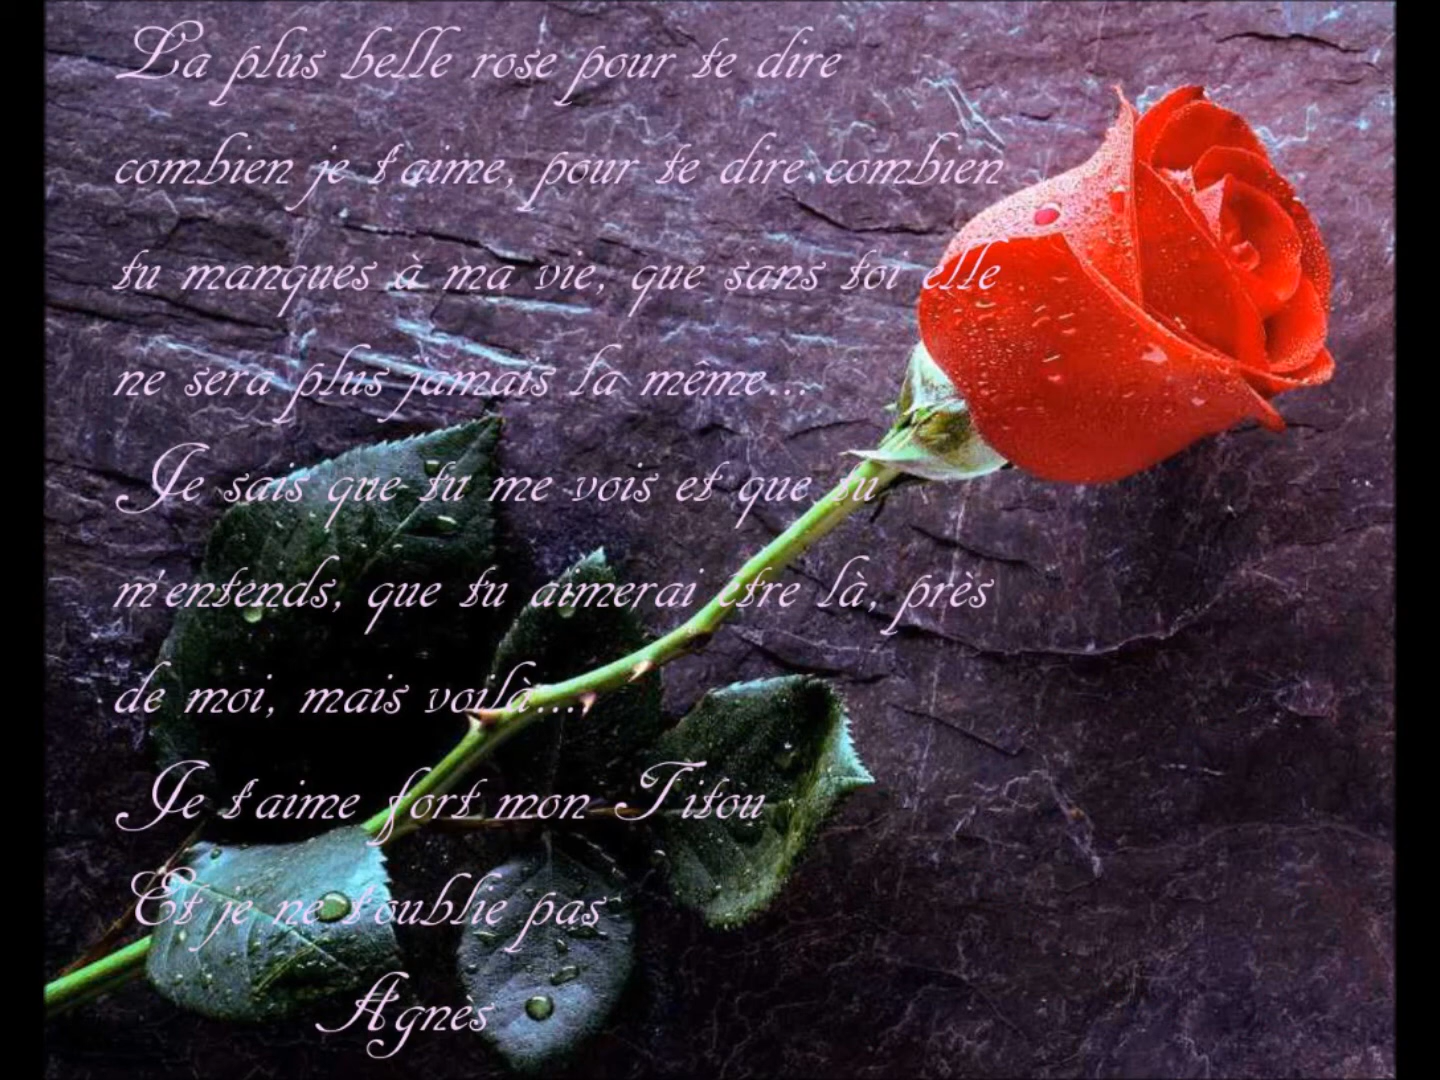 La plus belle rose pour te dire
combien je t'aime, pour te dire combien
tu manques à ma vie, que sans toi elle
ne sera plus jamais la même...
Je sais que tu me vois et que tu
m'entends, que tu aimerai être là, près
de moi, mais voilà....
Je t'aime fort mon Titou
Et je ne t'oublie pas
Agnès